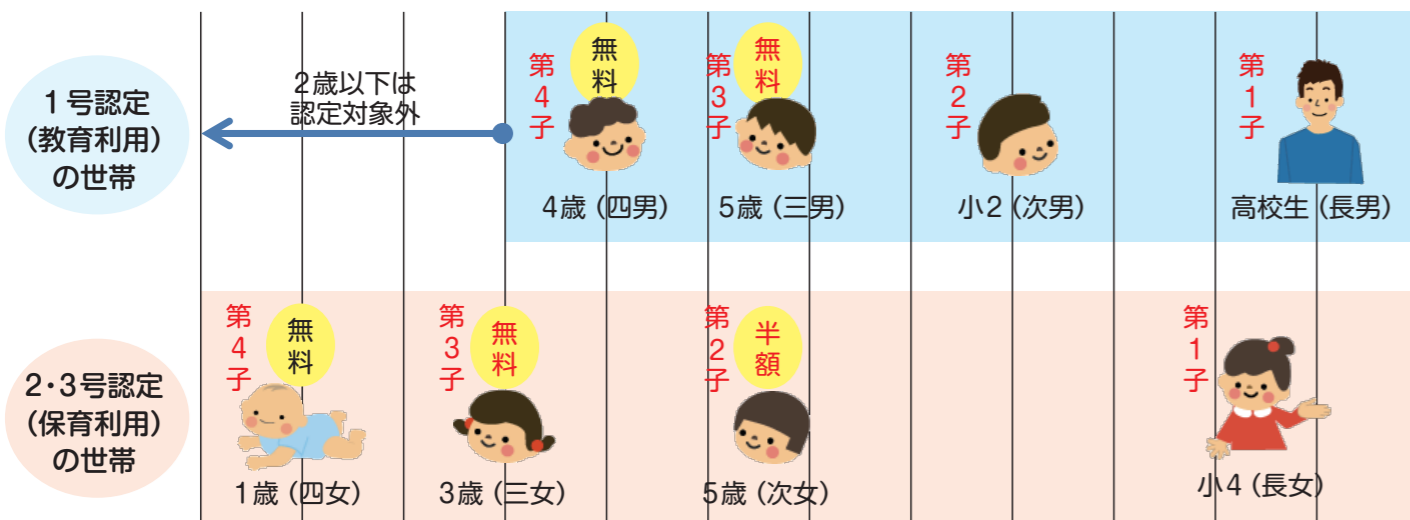 1号認定
(教育利用)
の世帯
2歳以下は
認定対象外
第4子
無料
4歳(四男)
第3子
無料
5歳(三男)
第2子
小2(次男)
第1子
高校生(長男)
2・3号認定
(保育利用)
の世帯
第4子
無料
1歳(四女)
第3子
無料
3歳(三女)
第2子
半額
5歳(次女)
第1子
小4(長女)